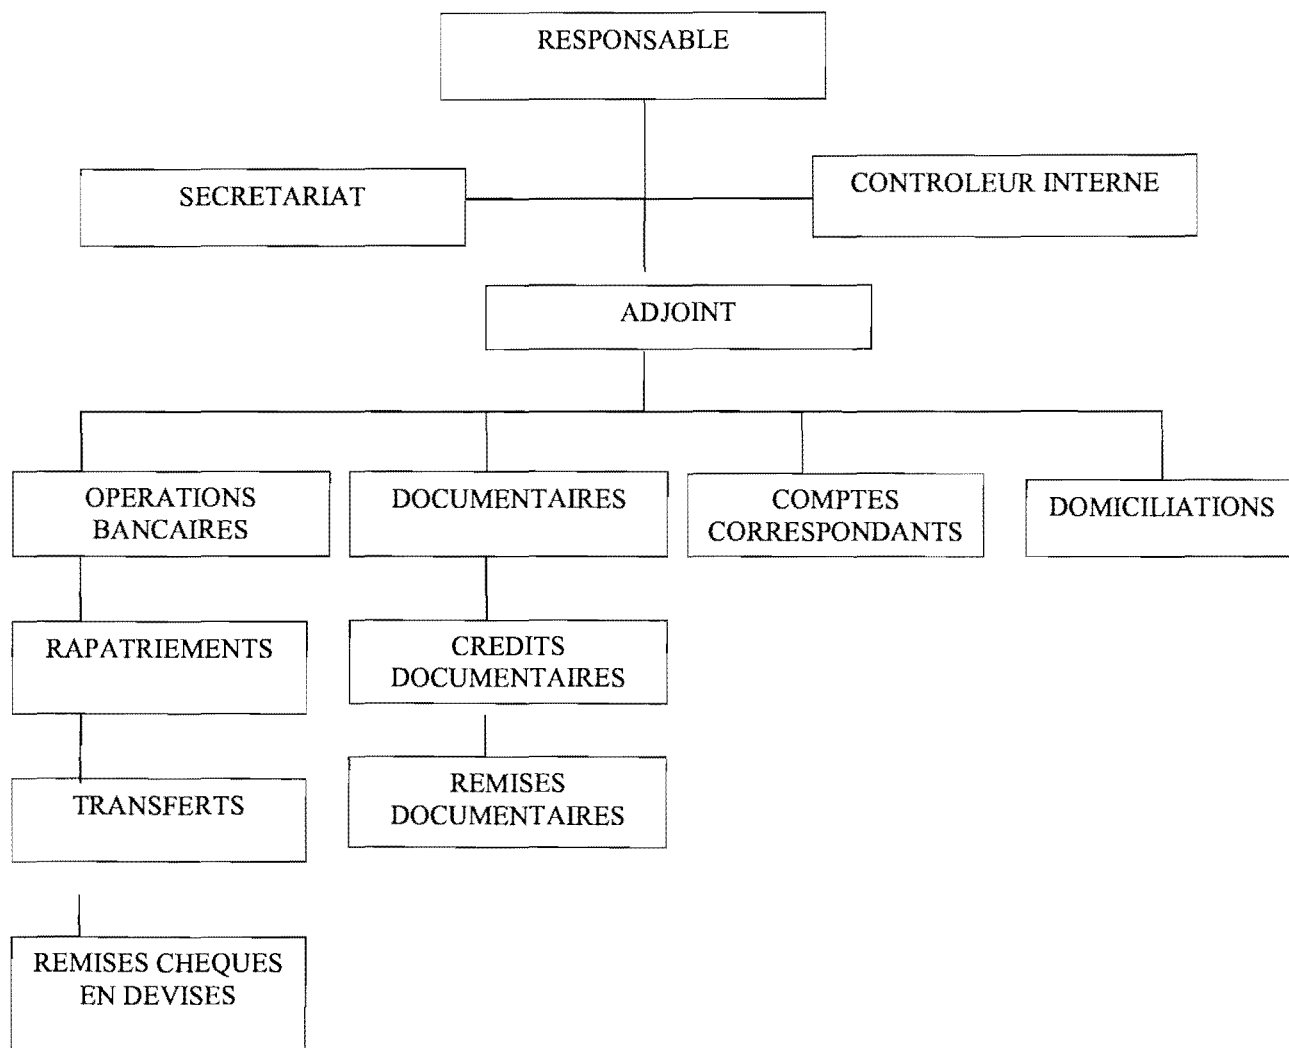 RESPONSABLE
SECRETARIAT
CONTROLEUR INTERNE
ADJOINT
OPERATIONS
BANCAIRES
DOCUMENTAIRES
COMPTES
CORRESPONDANTS
DOMICILIATIONS
RAPATRIEMENTS
CREDITS
DOCUMENTAIRES
TRANSFERTS
REMISES
DOCUMENTAIRES
REMISES CHEQUES
EN DEVISES